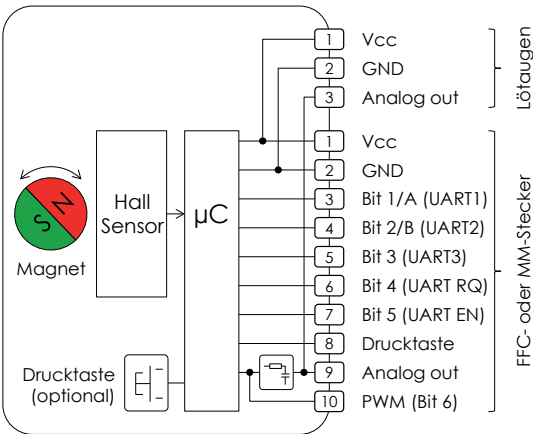 1 Vcc
2 GND
3 Analog out
Lötaugen
1 Vcc
2 GND
3 Bit 1/A (UART1)
4 Bit 2/B (UART2)
5 Bit 3 (UART3)
6 Bit 4 (UART RQ)
7 Bit 5 (UART EN)
8 Drucktaste
9 Analog out
10 PWM (Bit 6)
FFC- oder MM-Stecker
S N
Magnet
Hall
Sensor
µC
Drucktaste
(optional)